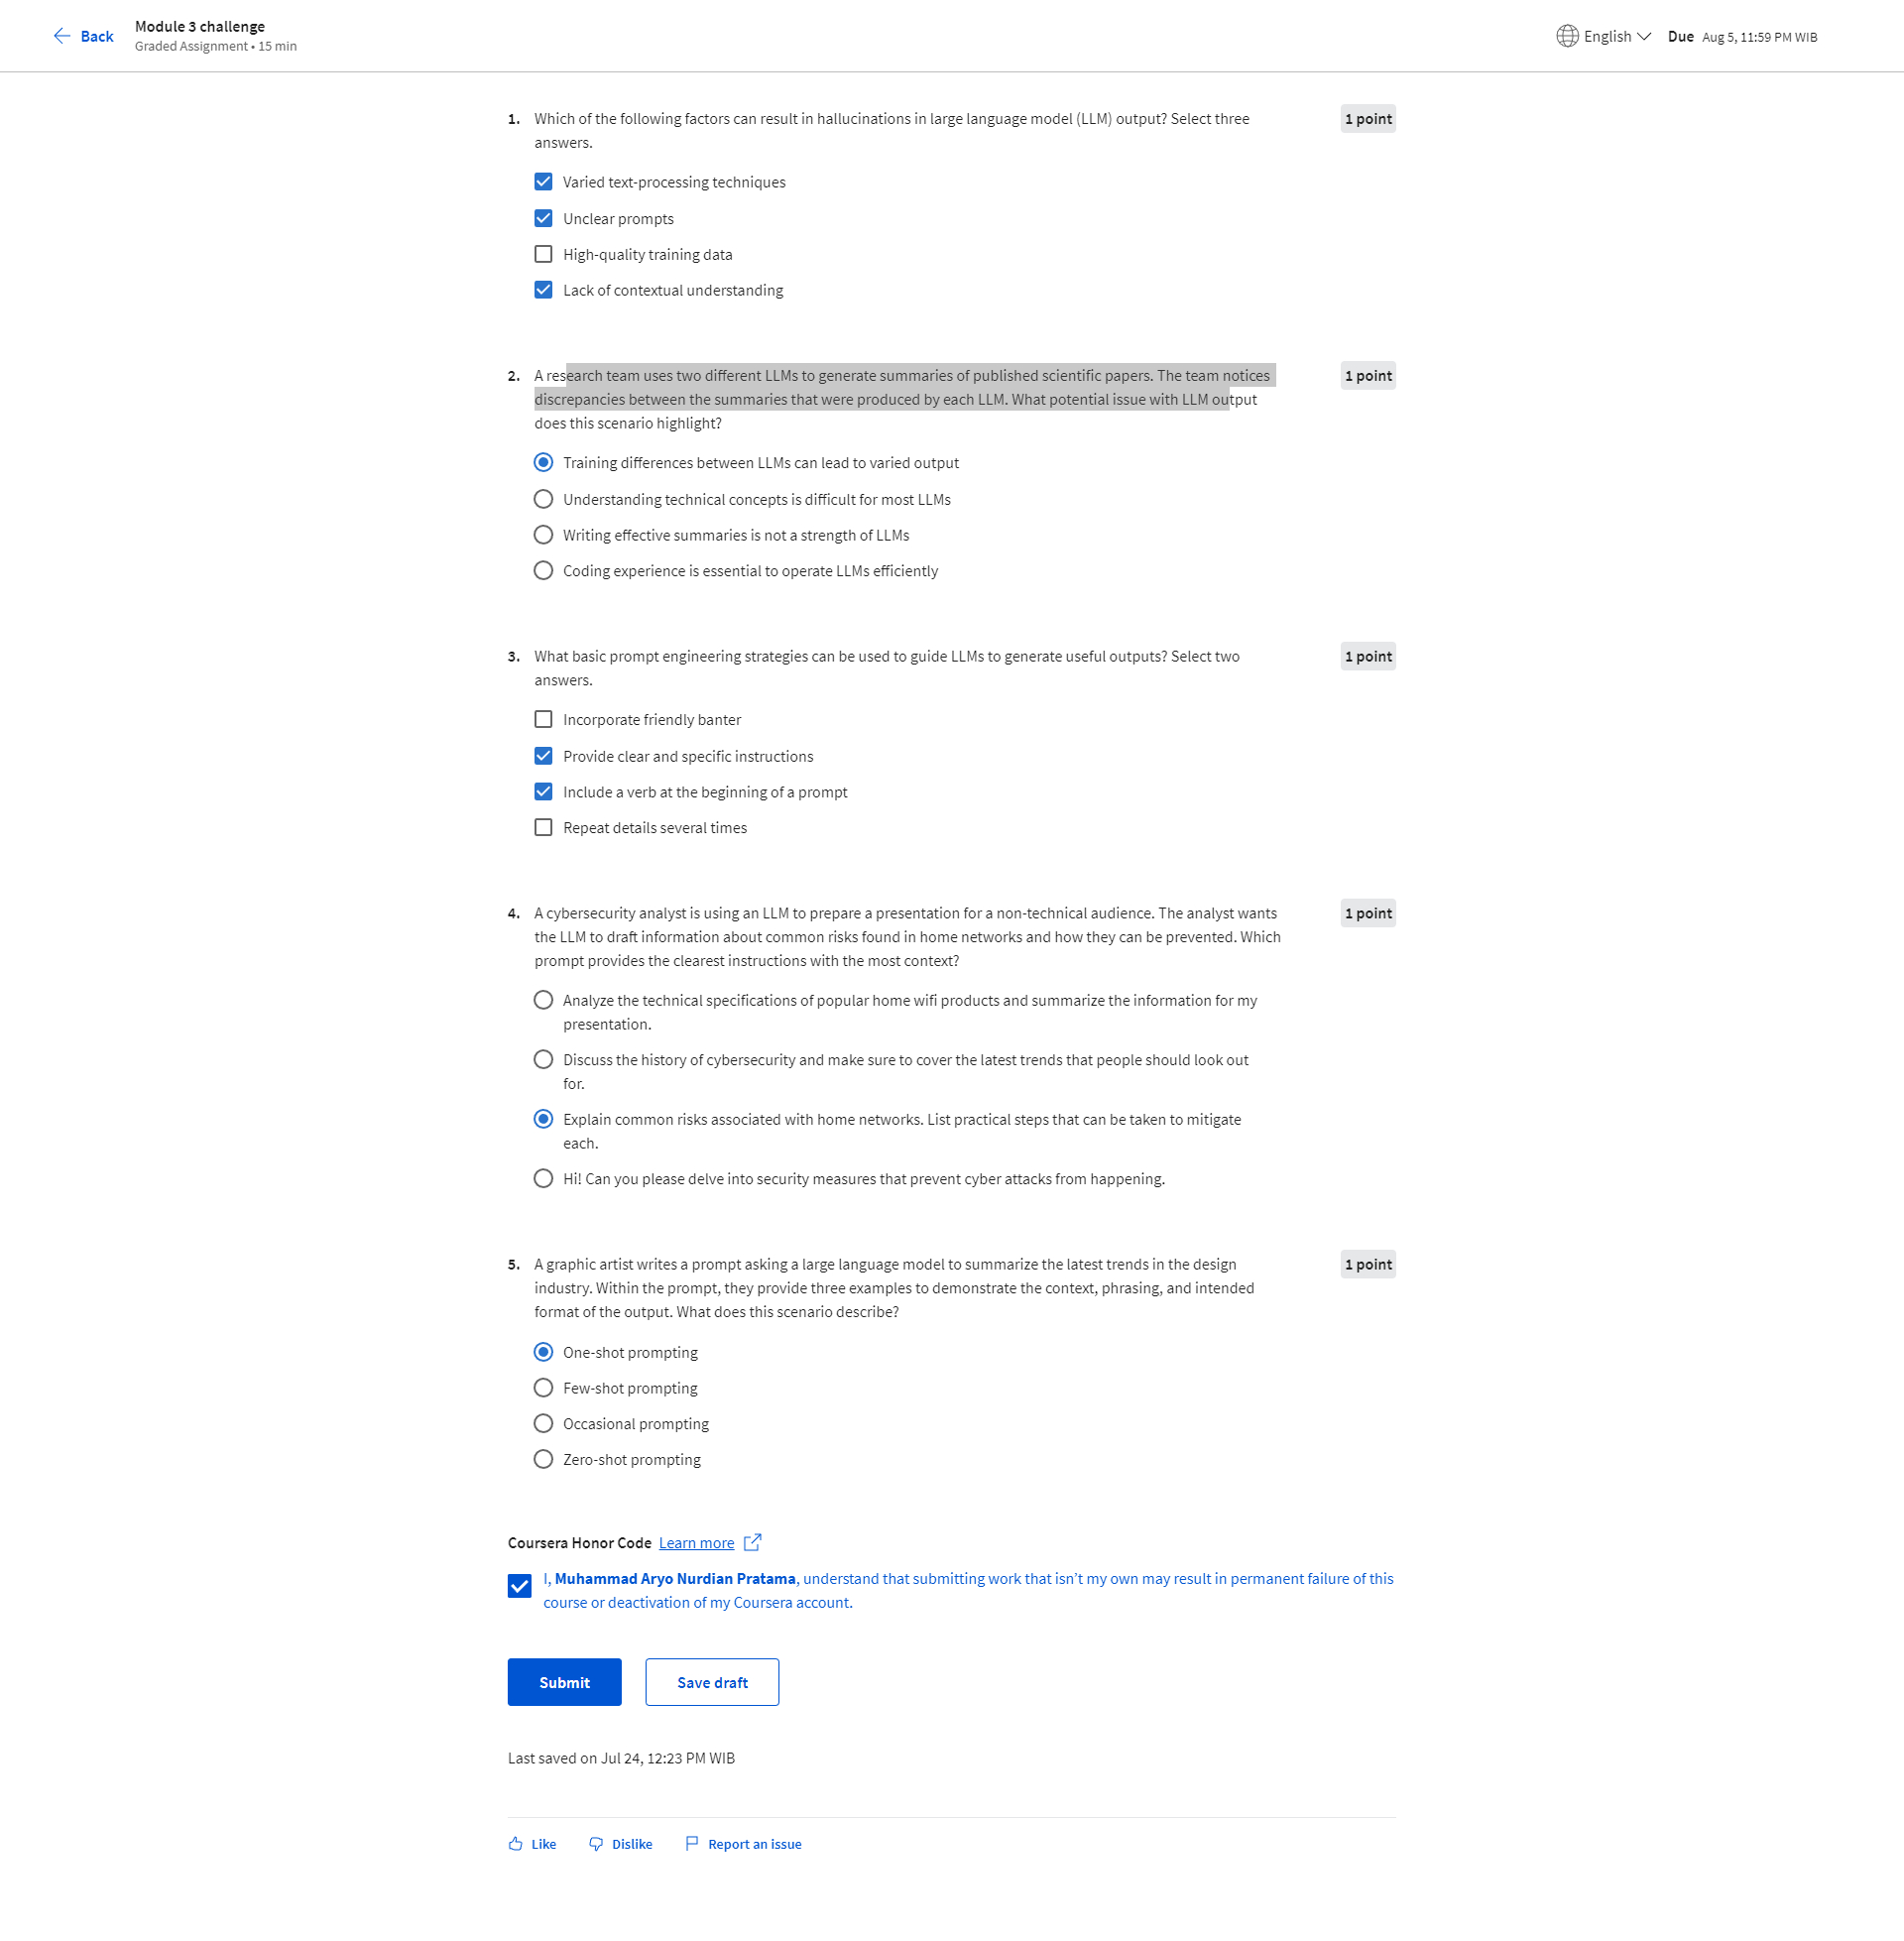 Back
Module 3 challenge
Graded Assignment • 15 min
English
Due Aug 5, 11:59 PM WIB
1. Which of the following factors can result in hallucinations in large language model (LLM) output? Select three
answers.
1 point
Varied text-processing techniques
Unclear prompts
High-quality training data
Lack of contextual understanding
2. A research team uses two different LLMs to generate summaries of published scientific papers. The team notices
discrepancies between the summaries that were produced by each LLM. What potential issue with LLM output
does this scenario highlight?
1 point
Training differences between LLMs can lead to varied output
Understanding technical concepts is difficult for most LLMs
Writing effective summaries is not a strength of LLMs
Coding experience is essential to operate LLMs efficiently
3. What basic prompt engineering strategies can be used to guide LLMs to generate useful outputs? Select two
answers.
1 point
Incorporate friendly banter
Provide clear and specific instructions
Include a verb at the beginning of a prompt
Repeat details several times
4. A cybersecurity analyst is using an LLM to prepare a presentation for a non-technical audience. The analyst wants
the LLM to draft information about common risks found in home networks and how they can be prevented. Which
prompt provides the clearest instructions with the most context?
1 point
Analyze the technical specifications of popular home wifi products and summarize the information for my
presentation.
Discuss the history of cybersecurity and make sure to cover the latest trends that people should look out
for.
Explain common risks associated with home networks. List practical steps that can be taken to mitigate
each.
Hi! Can you please delve into security measures that prevent cyber attacks from happening.
5. A graphic artist writes a prompt asking a large language model to summarize the latest trends in the design
industry. Within the prompt, they provide three examples to demonstrate the context, phrasing, and intended
format of the output. What does this scenario describe?
1 point
One-shot prompting
Few-shot prompting
Occasional prompting
Zero-shot prompting
Coursera Honor Code Learn more
I, Muhammad Aryo Nurdian Pratama, understand that submitting work that isn't my own may result in permanent failure of this
course or deactivation of my Coursera account.
Submit
Save draft
Last saved on Jul 24, 12:23 PM WIB
Like
Dislike
Report an issue